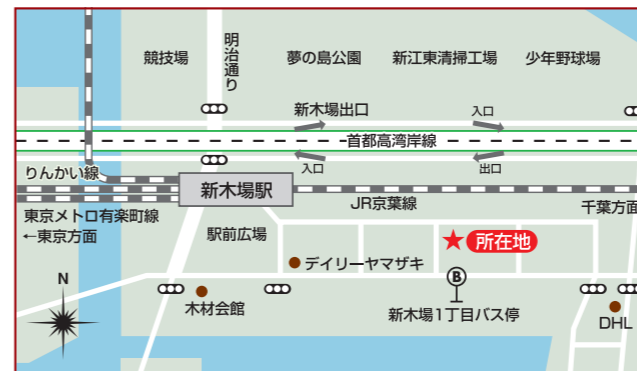 競技場
明治通り
夢の島公園
新江東清掃工場
少年野球場
新木場出口
入口
首都高湾岸線
入口
出口
りんかい線
新木場駅
JR京葉線
千葉方面
東京メトロ有楽町線
←東京方面
駅前広場
所在地
デイリーヤマザキ
B
N
木材会館
新木場1丁目バス停
DHL